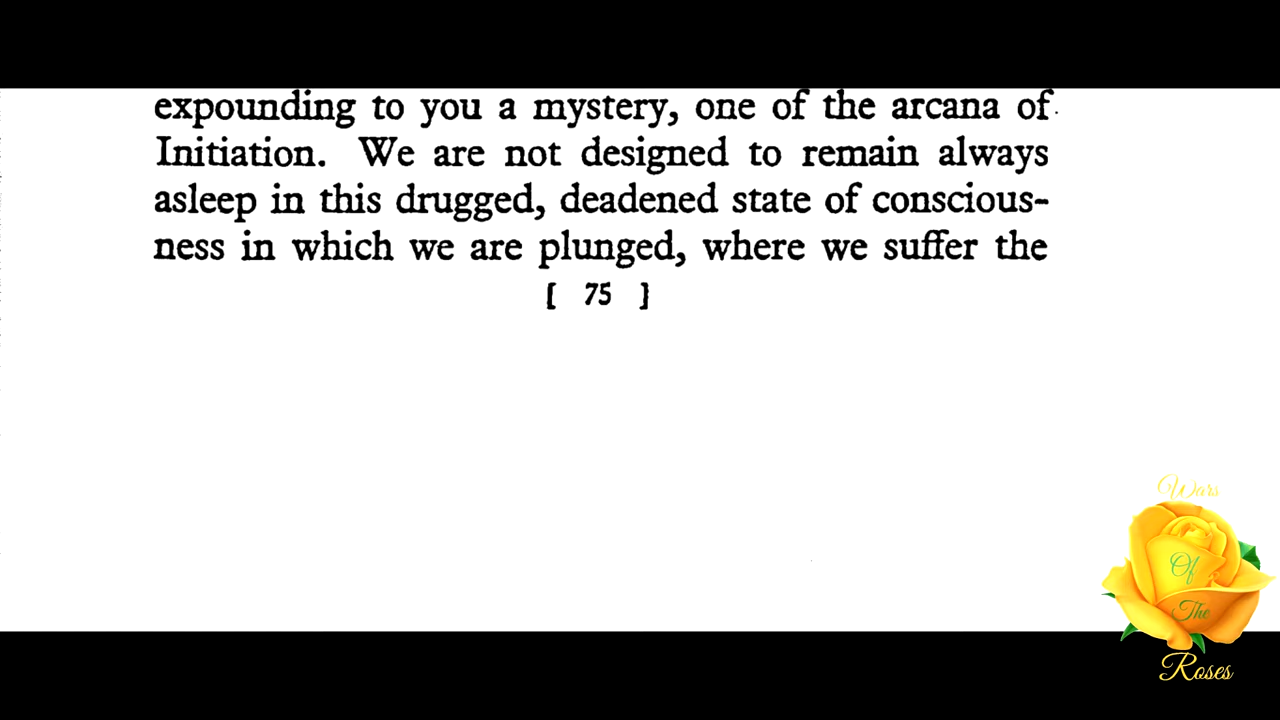 expounding to you a mystery, one of the arcana of
Initiation. We are not designed to remain always
asleep in this drugged, deadened state of conscious-
ness in which we are plunged, where we suffer the
[ 75 ]
Wars
Of
The
Roses